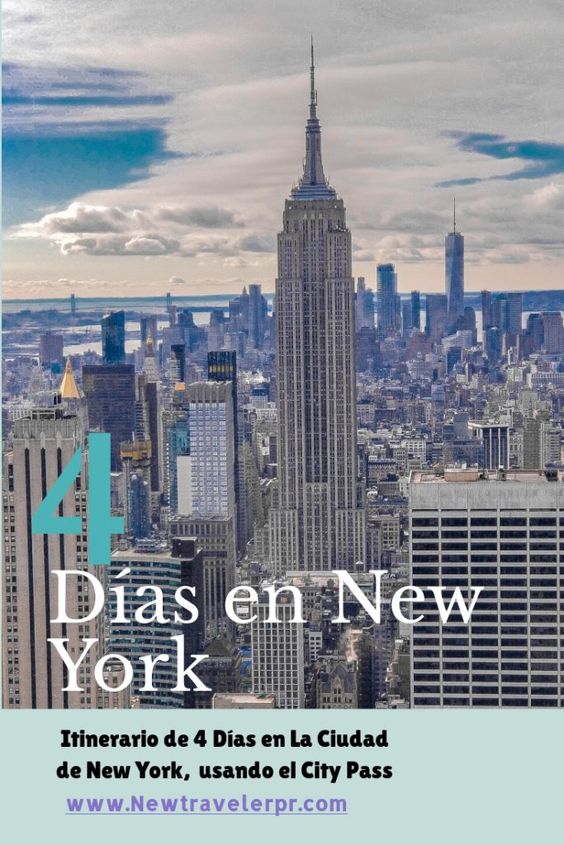 4
Días en New
York
Itinerario de 4 Días en La Ciudad
de New York, usando el City Pass
www.Newtravelerpr.com